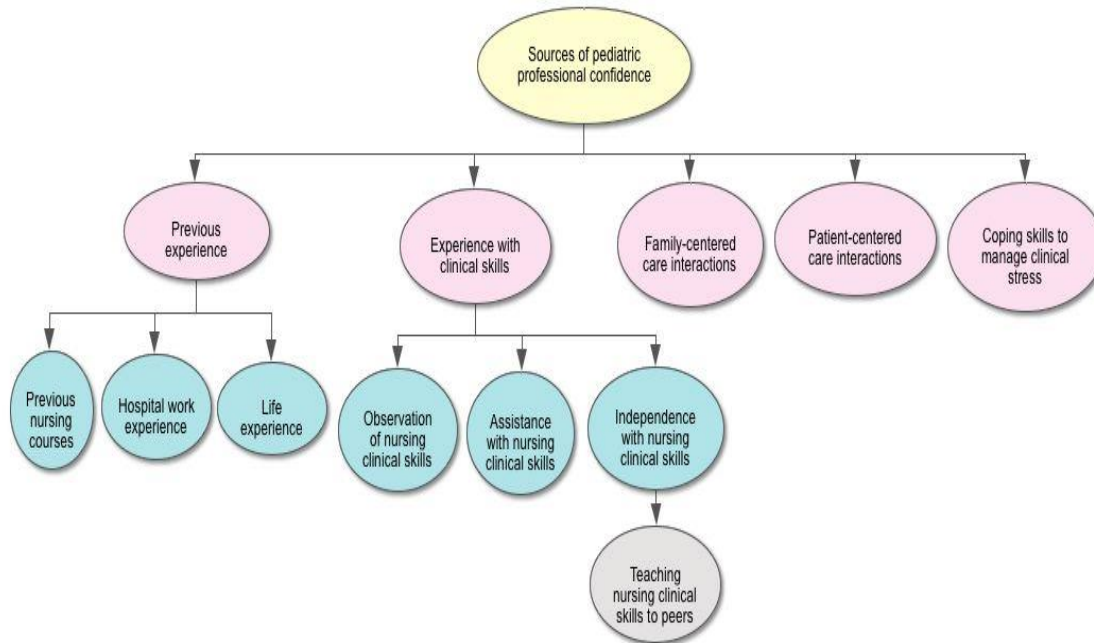 Sources of pediatric
professional confidence
Previous
experience
Experience with
clinical skills
Family-centered
care interactions
Patient-centered
care interactions
Coping skills to
manage clinical
stress
Previous
nursing
courses
Hospital work
experience
Life
experience
Observation
of nursing
clinical skills
Assistance
with nursing
clinical skills
Independence
with nursing
clinical skills
Teaching
nursing clinical
skills to peers